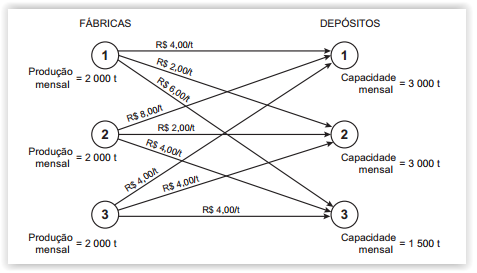 FÁBRICAS
DEPÓSITOS
1
R$ 4,00/t
1
R$ 2,00/t
R$ 6,00/t
Produção
mensal = 2 000 t
Capacidade
mensal = 3 000 t
R$ 8,00/t
2
R$ 2,00/t
2
R$ 4,00/t
Produção
mensal = 2 000 t
Capacidade
mensal = 3 000 t
R$ 4,00/t
R$ 4,00/t
3
R$ 4,00/t
3
Produção
mensal = 2 000 t
Capacidade
mensal = 1 500 t